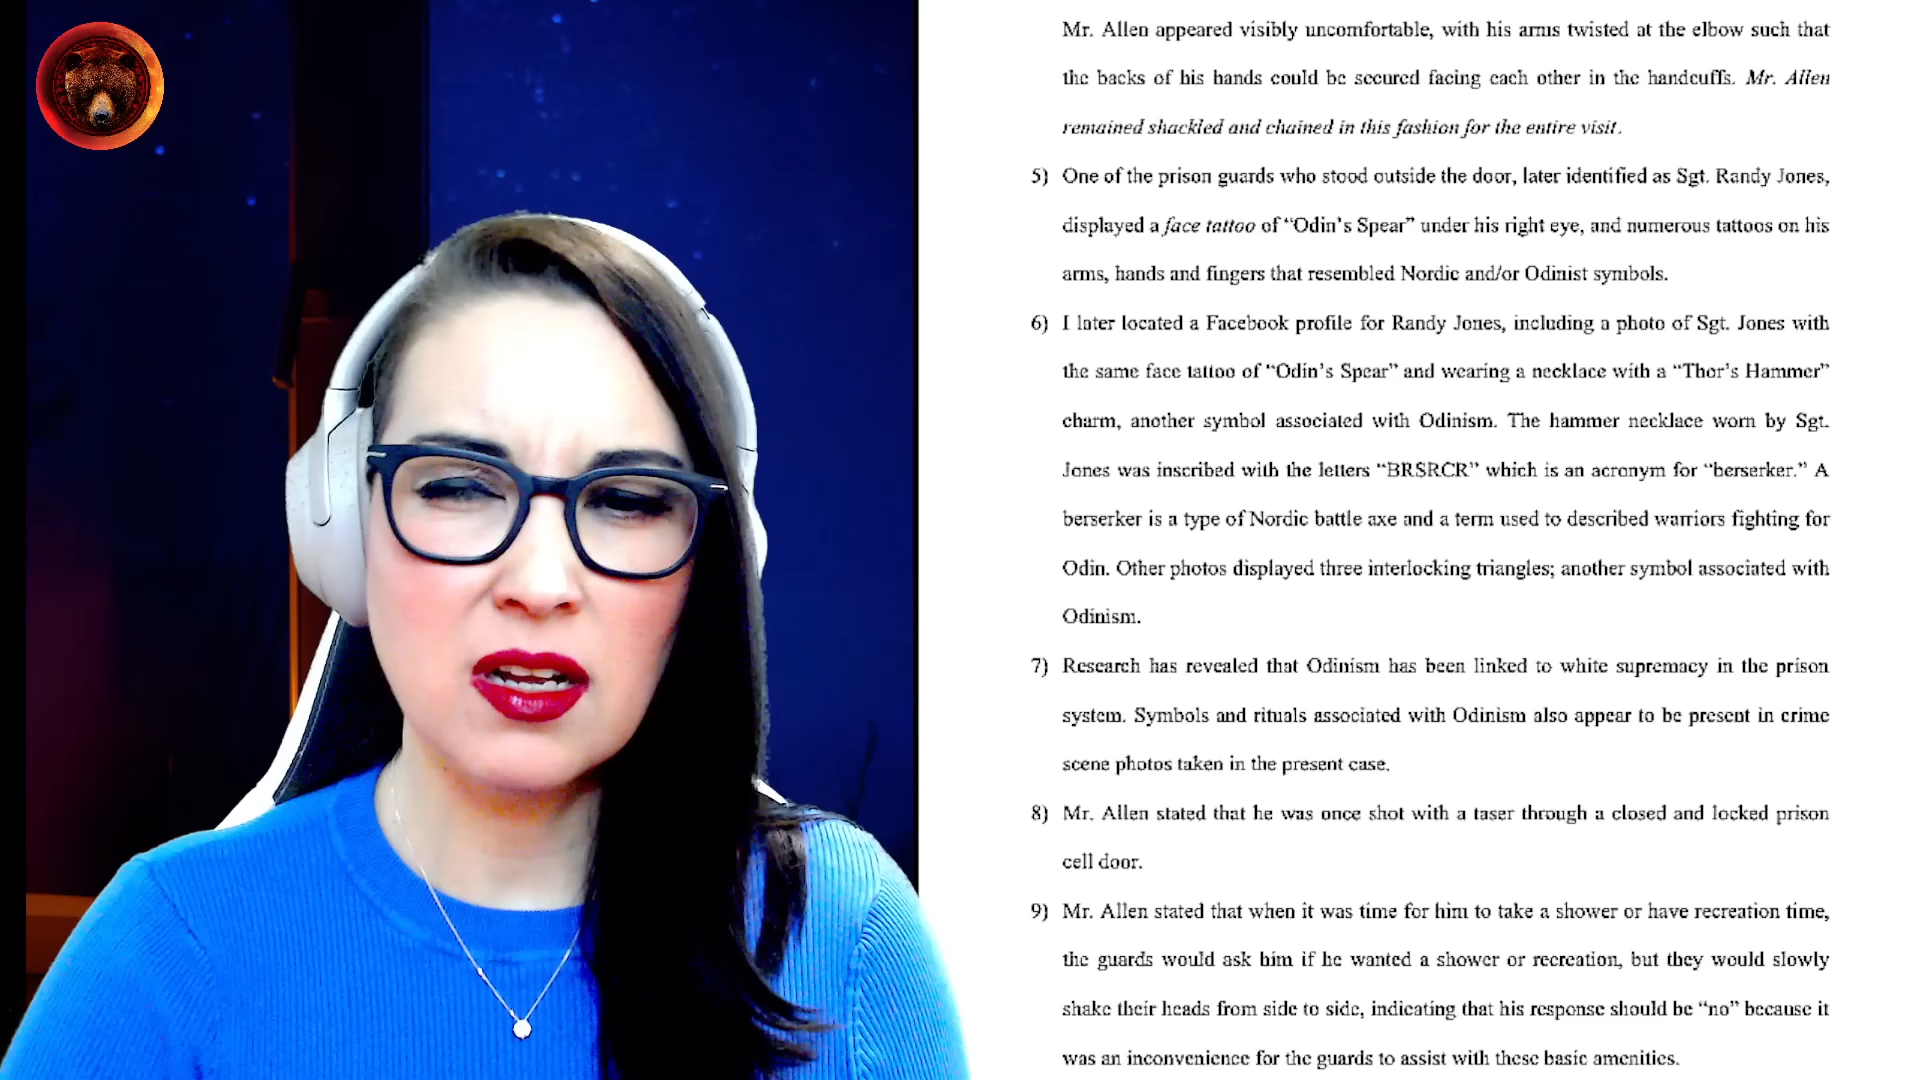 Mr. Allen appeared visibly uncomfortable, with his arms twisted at the elbow such that
the backs of his hands could be secured facing each other in the handcuffs. Mr. Allen
remained shackled and chained in this fashion for the entire visit.
5) One of the prison guards who stood outside the door, later identified as Sgt. Randy Jones,
displayed a face tattoo of “Odin’s Spear” under his right eye, and numerous tattoos on his
arms, hands and fingers that resembled Nordic and/or Odinist symbols.
6) I later located a Facebook profile for Randy Jones, including a photo of Sgt. Jones with
the same face tattoo of “Odin’s Spear” and wearing a necklace with a “Thor’s Hammer”
charm, another symbol associated with Odinism. The hammer necklace worn by Sgt.
Jones was inscribed with the letters “BRSRCR” which is an acronym for “berserker.” A
berserker is a type of Nordic battle axe and a term used to described warriors fighting for
Odin. Other photos displayed three interlocking triangles; another symbol associated with
Odinism.
7) Research has revealed that Odinism has been linked to white supremacy in the prison
system. Symbols and rituals associated with Odinism also appear to be present in crime
scene photos taken in the present case.
8) Mr. Allen stated that he was once shot with a taser through a closed and locked prison
cell door.
9) Mr. Allen stated that when it was time for him to take a shower or have recreation time,
the guards would ask him if he wanted a shower or recreation, but they would slowly
shake their heads from side to side, indicating that his response should be “no” because it
was an inconvenience for the guards to assist with these basic amenities.